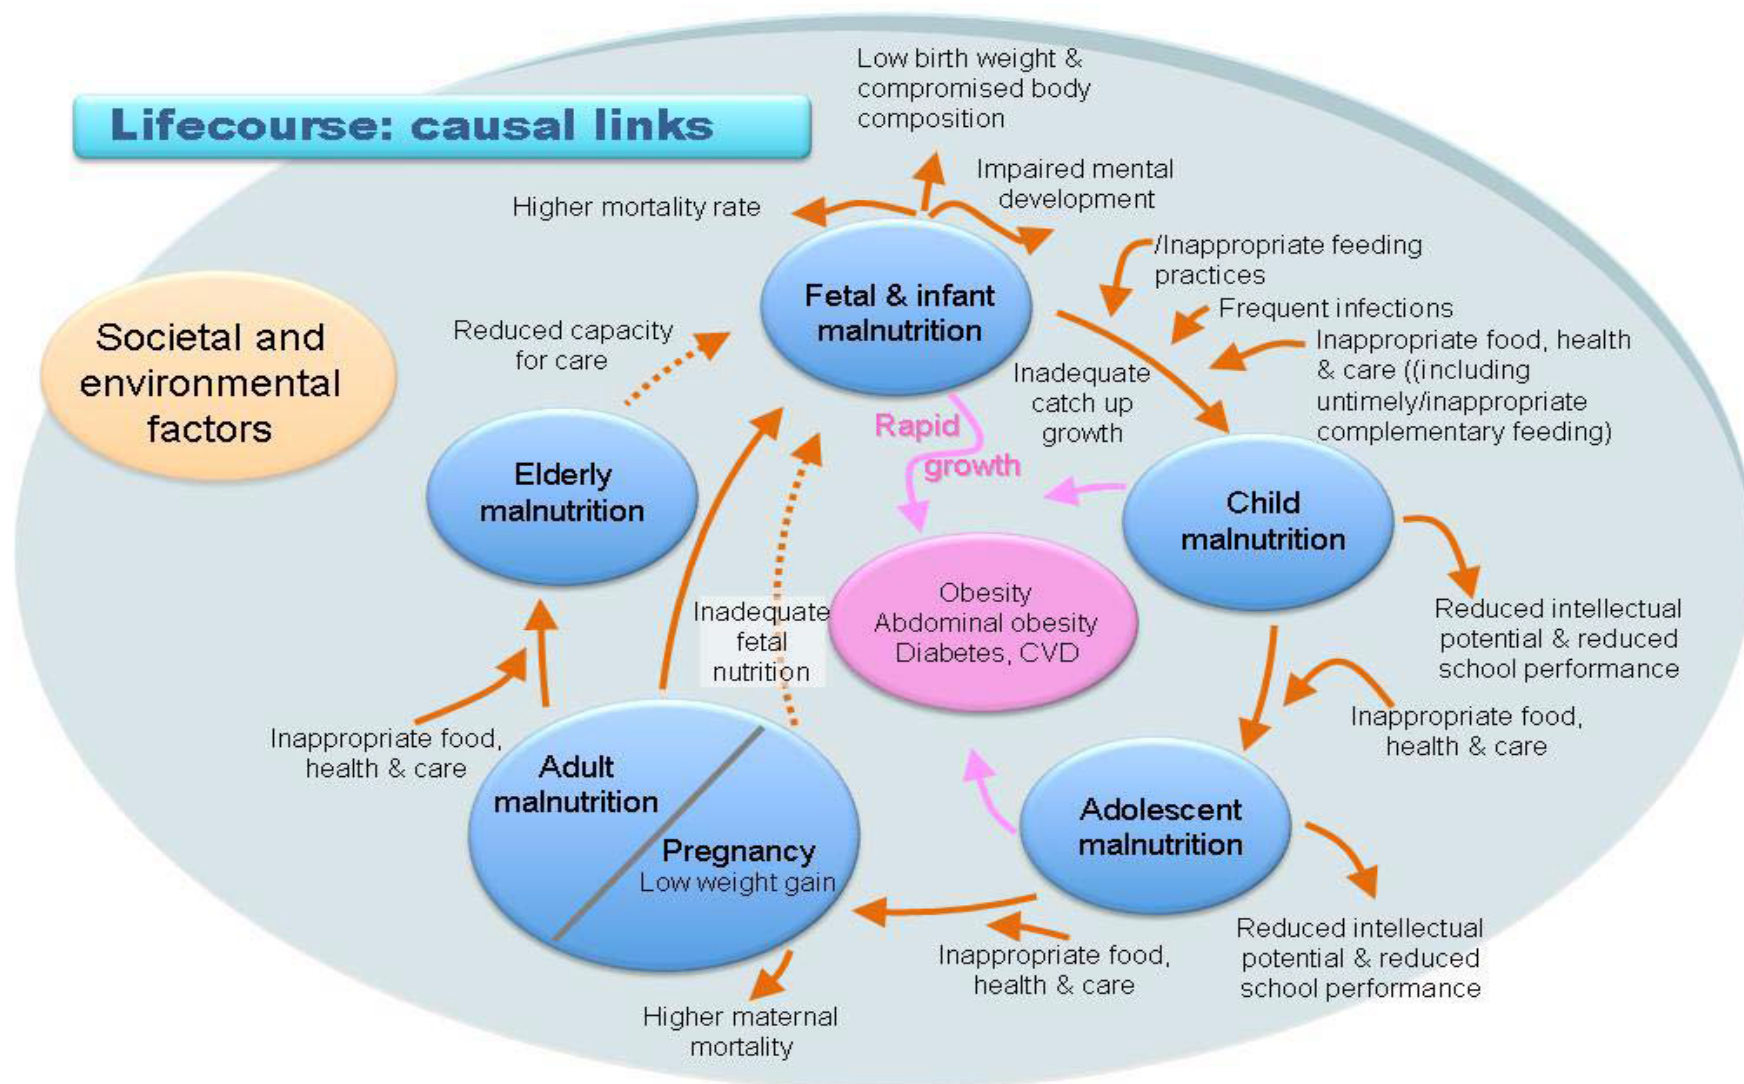 Lifecourse: causal links
Low birth weight &
compromised body
composition
Impaired mental
development
Higher mortality rate
/Inappropriate feeding
practices
Frequent infections
Inappropriate food, health
& care ((including
untimely/inappropriate
complementary feeding)
Fetal & infant
malnutrition
Societal and
environmental
factors
Reduced capacity
for care
Inadequate
catch up
growth
Rapid
growth
Elderly
malnutrition
Child
malnutrition
Obesity
Abdominal obesity
Diabetes, CVD
Inadequate
fetal
nutrition
Reduced intellectual
potential & reduced
school performance
Inappropriate food,
health & care
Inappropriate food,
health & care
Adult
malnutrition
Pregnancy
Low weight gain
Adolescent
malnutrition
Inappropriate food,
health & care
Reduced intellectual
potential & reduced
school performance
Higher maternal
mortality